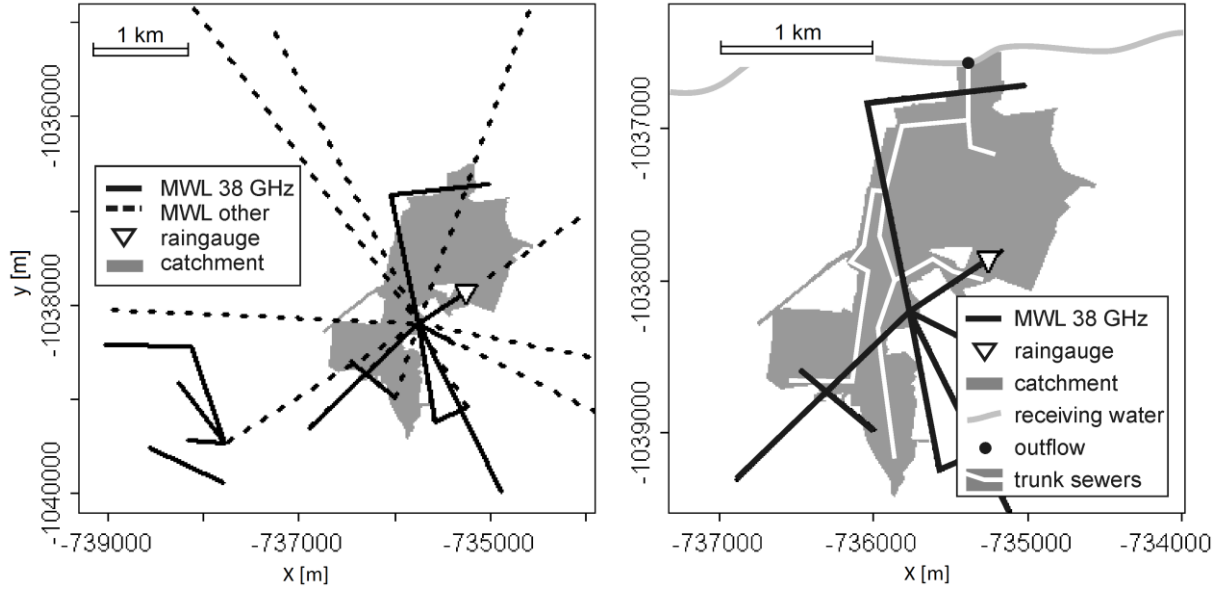 1 km
-1036000
-1038000
-1040000
y [m]
MWL 38 GHz
MWL other
raingauge
catchment
-739000
-737000
-735000
X [m]
1 km
-1037000
-1038000
-1039000
MWL 38 GHz
raingauge
catchment
receiving water
outflow
trunk sewers
-737000
-736000
-735000
-734000
X [m]